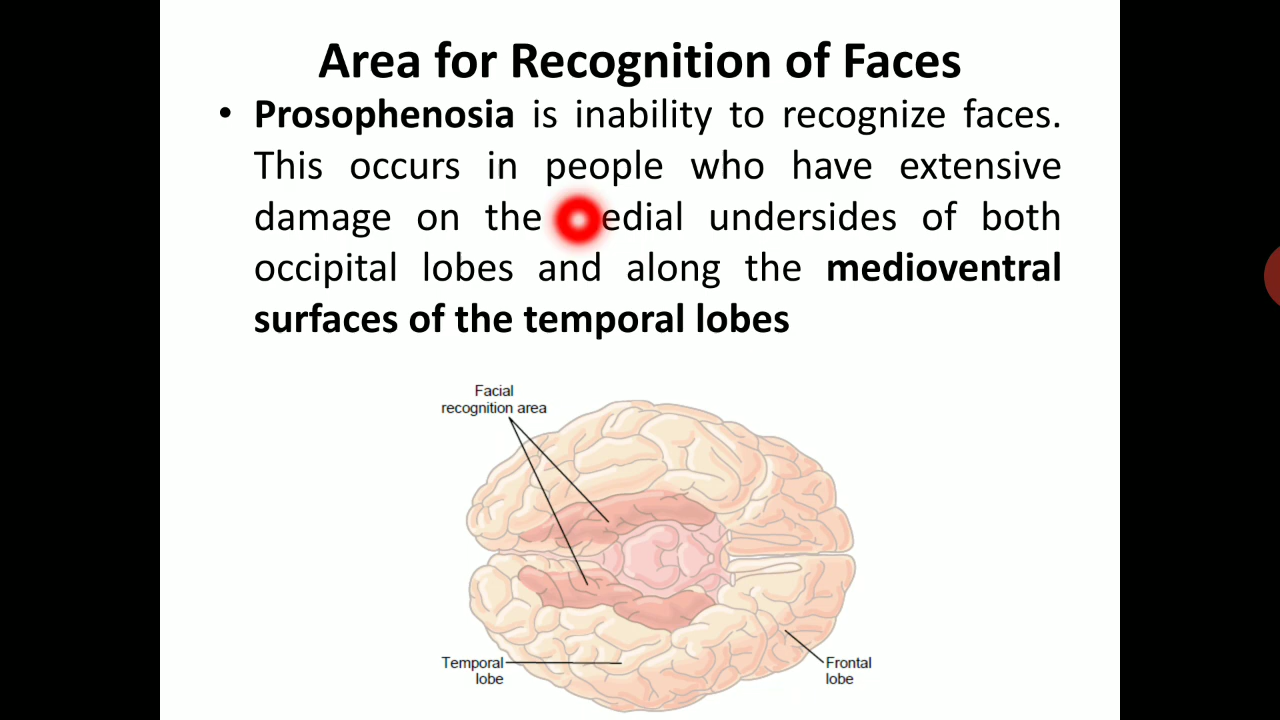 Area for Recognition of Faces
• Prosophenosia is inability to recognize faces.
This occurs in people who have extensive
damage on the edial undersides of both
occipital lobes and along the medioventral
surfaces of the temporal lobes
Facial
recognition area
Temporal
lobe
Frontal
lobe